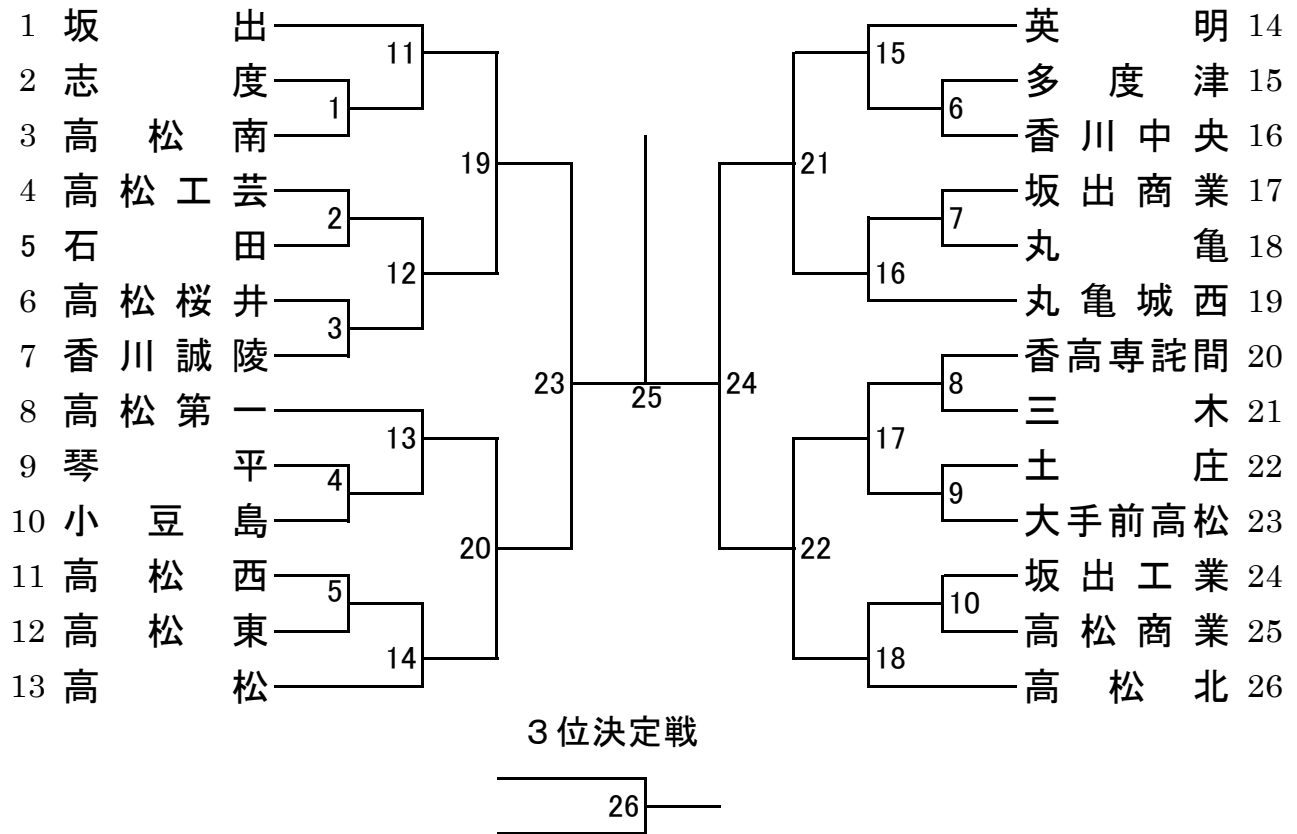 1 坂出
2 志度
3 高松南
4 高松工芸
5 石田
6 高松桜井
7 香川誠陵
8 高松第一
9 琴平
10 小豆島
11 高松西
12 高松東
13 高松
11
1
2
12
3
19
13
4
5
14
20
23
25
24
21
22
15
6
7
16
8
17
9
10
18
英明 14
多度津 15
香川中央 16
坂出商業 17
丸亀 18
丸亀城西 19
香高専詫間 20
三木 21
土庄 22
大手前高松 23
坂出工業 24
高松商業 25
高松北 26
3位決定戦
26